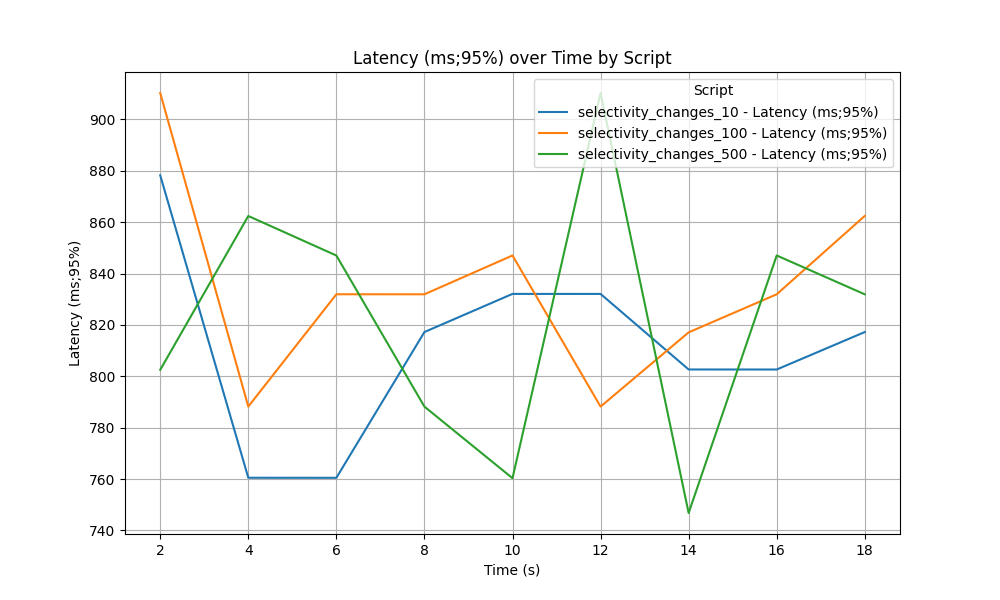 Latency (ms;95%) over Time by Script
Script
selectivity_changes_10 - Latency (ms;95%)
selectivity_changes_100 - Latency (ms;95%)
selectivity_changes_500 - Latency (ms;95%)
Latency (ms;95%)
900
880
860
840
820
800
780
760
740
2 4 6 8 10 12 14 16 18
Time (s)